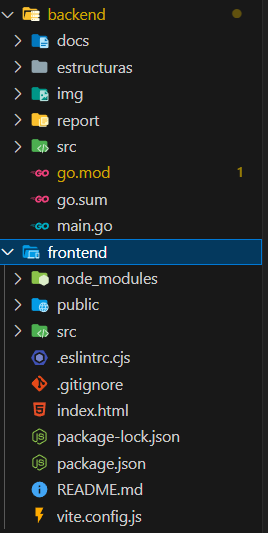 backend
docs
estructuras
img
report
src
go.mod 1
go.sum
main.go
frontend
node_modules
public
src
.eslintrc.cjs
.gitignore
index.html
package-lock.json
package.json
README.md
vite.config.js